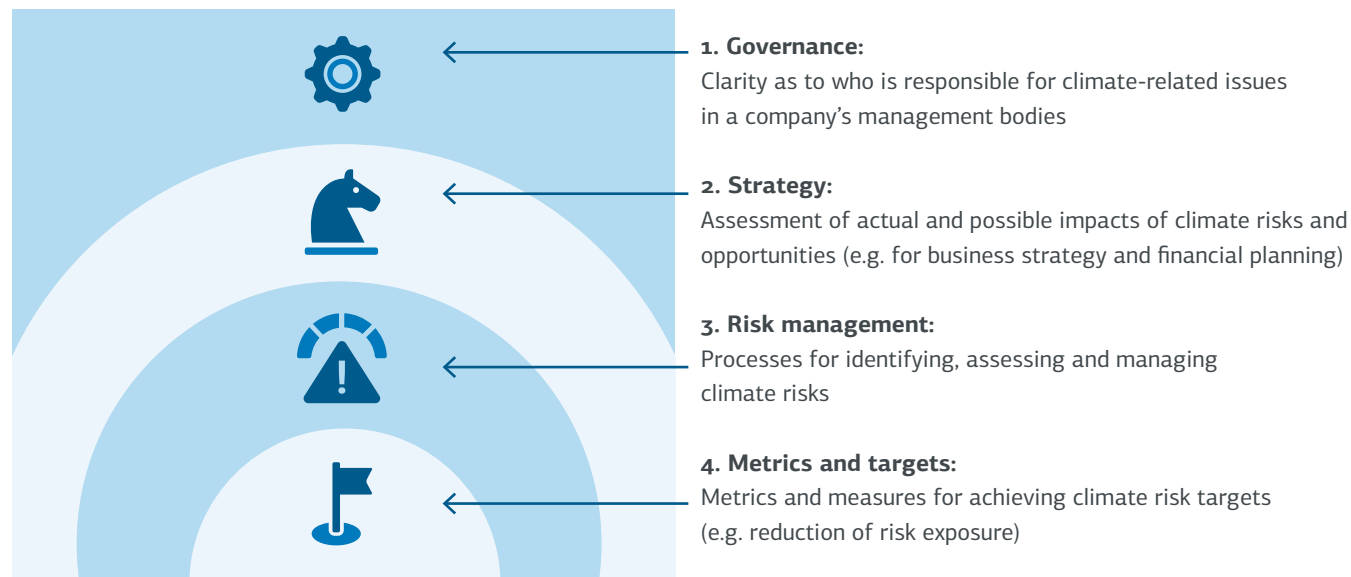 1. Governance:
Clarity as to who is responsible for climate-related issues
in a company’s management bodies
2. Strategy:
Assessment of actual and possible impacts of climate risks and
opportunities (e.g. for business strategy and financial planning)
3. Risk management:
Processes for identifying, assessing and managing
climate risks
4. Metrics and targets:
Metrics and measures for achieving climate risk targets
(e.g. reduction of risk exposure)